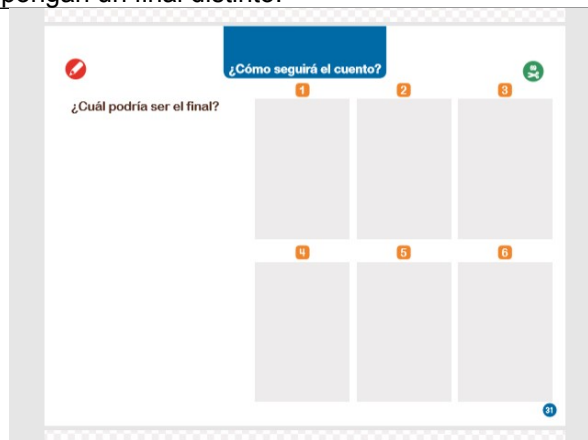 pongan un final distinto.
¿Cómo seguirá el cuento?
¿Cuál podría ser el final?
1 2 3
4 5 6
31